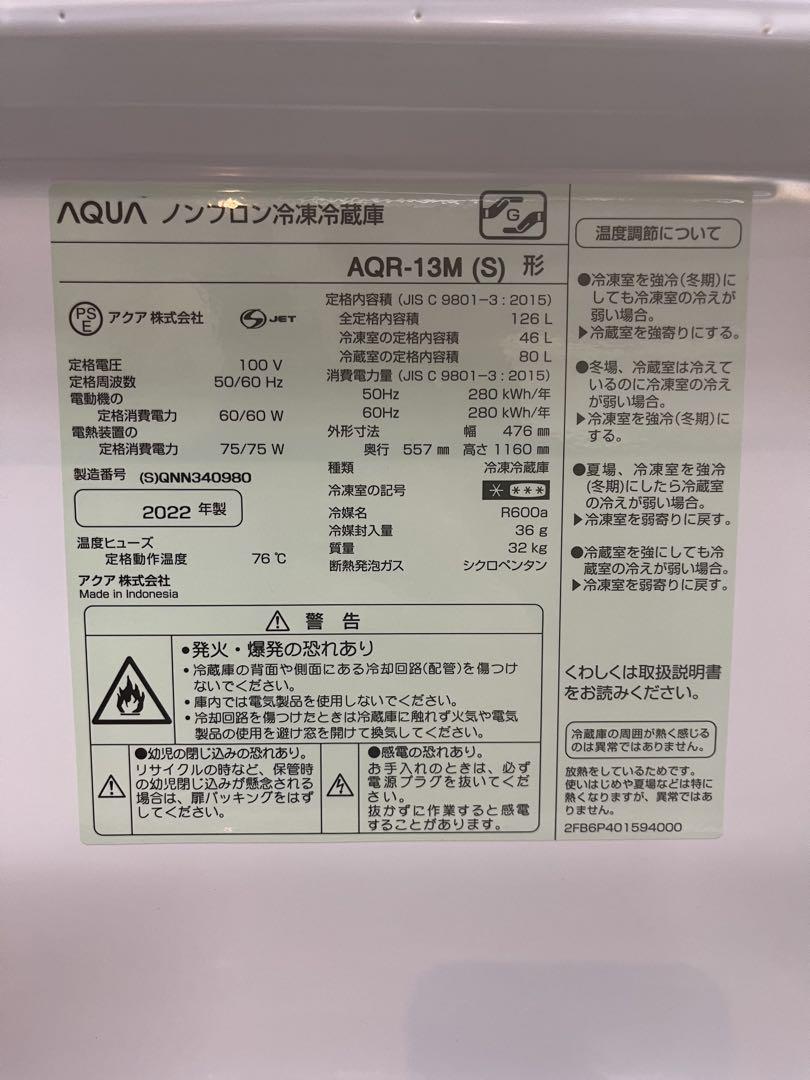 AQUA ノンフロン冷凍冷蔵庫
G
AQR-13M (S) 形
PS
E
アクア株式会社
S JET
定格電圧 100 V
定格周波数 50/60 Hz
電動機の
定格消費電力 60/60 W
電熱装置の
定格消費電力 75/75 W
製造番号 (S)QNN340980
2022 年製
温度ヒューズ
定格動作温度 76 ℃
アクア株式会社
Made in Indonesia
定格内容積 (JIS C 9801-3 : 2015)
全定格内容積 126 L
冷凍室の定格内容積 46 L
冷蔵室の定格内容積 80 L
消費電力量 (JIS C 9801-3 : 2015)
50Hz 280 kWh/年
60Hz 280 kWh/年
外形寸法 幅 476 mm
奥行 557 mm 高さ 1160 mm
種類 冷凍冷蔵庫
冷凍室の記号 * ***
冷媒名 R600a
冷媒封入量 36 g
質量 32 kg
断熱発泡ガス シクロペンタン
警告
•発火・爆発の恐れあり
・冷蔵庫の背面や側面にある冷却回路(配管)を傷つけ
ないでください。
・庫内では電気製品を使用しないでください。
・冷却回路を傷つけたときは冷蔵庫に触れず火気や電気
製品の使用を避け窓を開けて換気してください。
●幼児の閉じ込みの恐れあり。
リサイクルの時など、保管時
の幼児閉じ込みが懸念される
場合は、扉パッキングをはず
してください。
●感電の恐れあり。
お手入れのときは、必ず
電源プラグを抜いてくだ
さい。
抜かずに作業すると感電
することがあります。
温度調節について
●冷凍室を強冷(冬期)に
しても冷凍室の冷えが
弱い場合。
▶冷蔵室を強寄りにする。
●冬場、冷蔵室は冷えて
いるのに冷凍室の冷え
が弱い場合。
▶冷凍室を強冷(冬期)に
する。
●夏場、冷凍室を強冷
(冬期)にしたら冷蔵室
の冷えが弱い場合。
▶冷凍室を弱寄りに戻す。
●冷蔵室を強にしても冷
蔵室の冷えが弱い場合。
▶冷凍室を弱寄りに戻す。
くわしくは取扱説明書
をお読みください。
冷蔵庫の周囲が熱く感じる
のは異常ではありません。
放熱をしているためです。
使いはじめや夏場などは特に
熱くなりますが、異常ではあ
りません。
2FB6P401594000